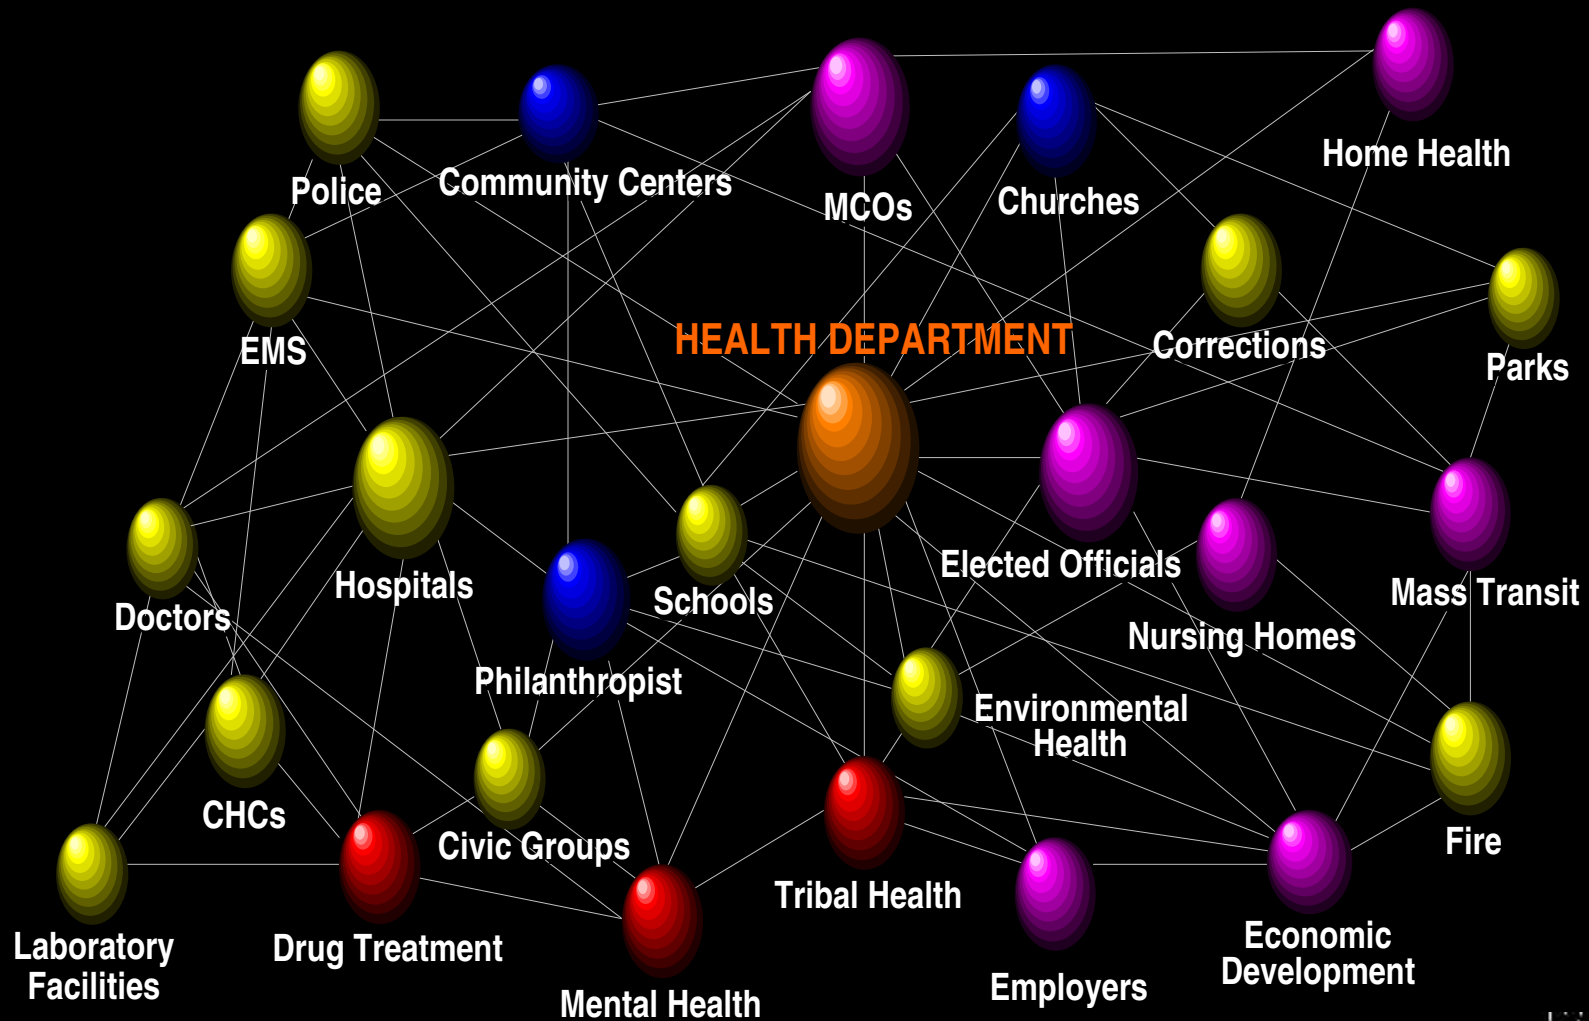 Home Health
Police
Community Centers
MCOs
Churches
HEALTH DEPARTMENT
EMS
Corrections
Parks
Hospitals
Doctors
Schools
Elected Officials
Mass Transit
Nursing Homes
Philanthropist
Environmental
Health
CHCs
Civic Groups
Fire
Tribal Health
Laboratory
Facilities
Drug Treatment
Mental Health
Employers
Economic
Development